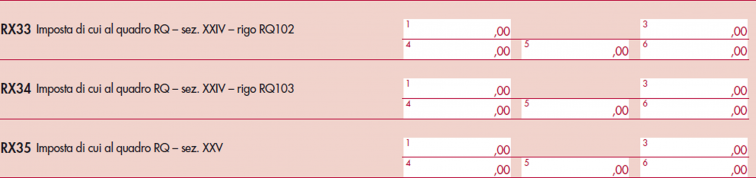 1 3
RX33 Imposta di cui al quadro RQ – sez. XXIV – rigo RQ102 ,00 ,00
4 ,00 5 ,00 6 ,00
1 3
RX34 Imposta di cui al quadro RQ – sez. XXIV – rigo RQ103 ,00 ,00
4 ,00 5 ,00 6 ,00
1 3
RX35 Imposta di cui al quadro RQ – sez. XXV ,00 ,00
4 ,00 5 ,00 6 ,00